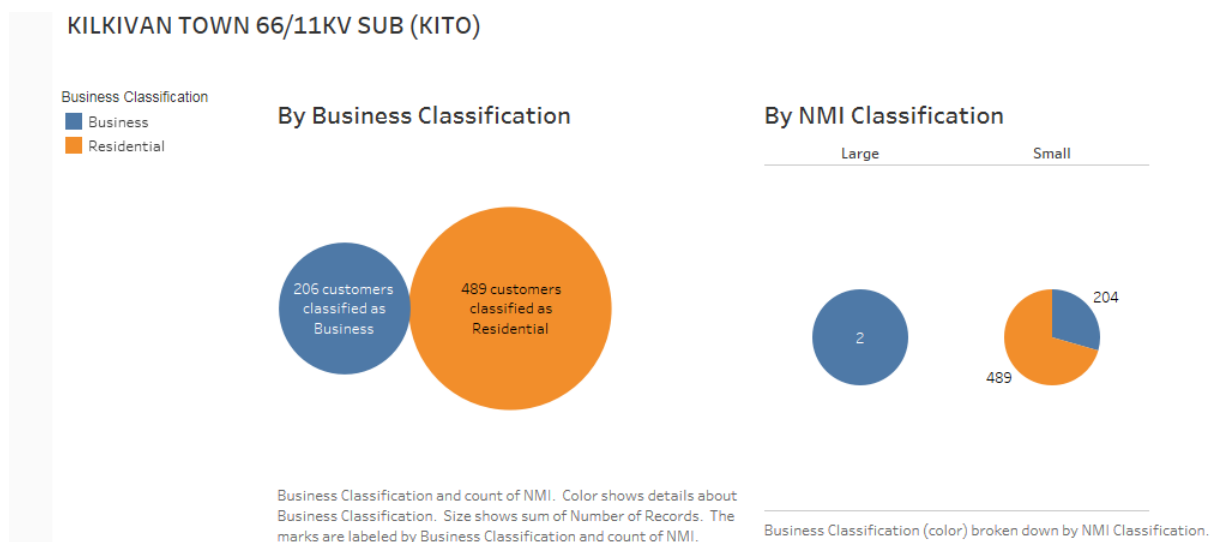 KILKIVAN TOWN 66/11KV SUB (KITO)
Business Classification
Business
Residential
By Business Classification
206 customers
classified as
Business
489 customers
classified as
Residential
Business Classification and count of NMI. Color shows details about
Business Classification. Size shows sum of Number of Records. The
marks are labeled by Business Classification and count of NMI.
By NMI Classification
Large
Small
2
204
489
Business Classification (color) broken down by NMI Classification.